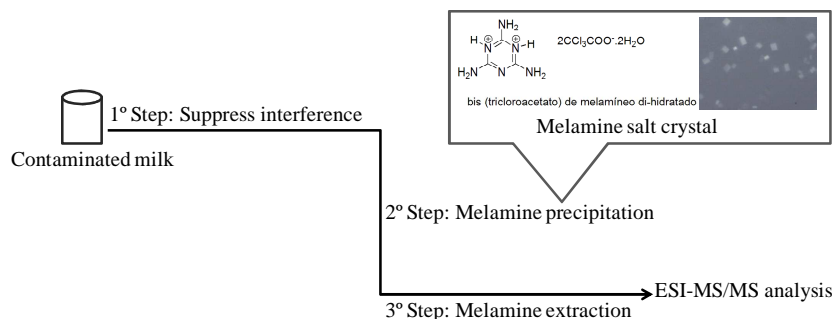 NH₂
H N⊕ ⊕N H
H₂N N NH₂
2CCl₃COO⁻.2H₂O
bis (tricloroacetato) de melamíneo di-hidratado
Melamine salt crystal
1º Step: Suppress interference
Contaminated milk
2º Step: Melamine precipitation
ESI-MS/MS analysis
3º Step: Melamine extraction